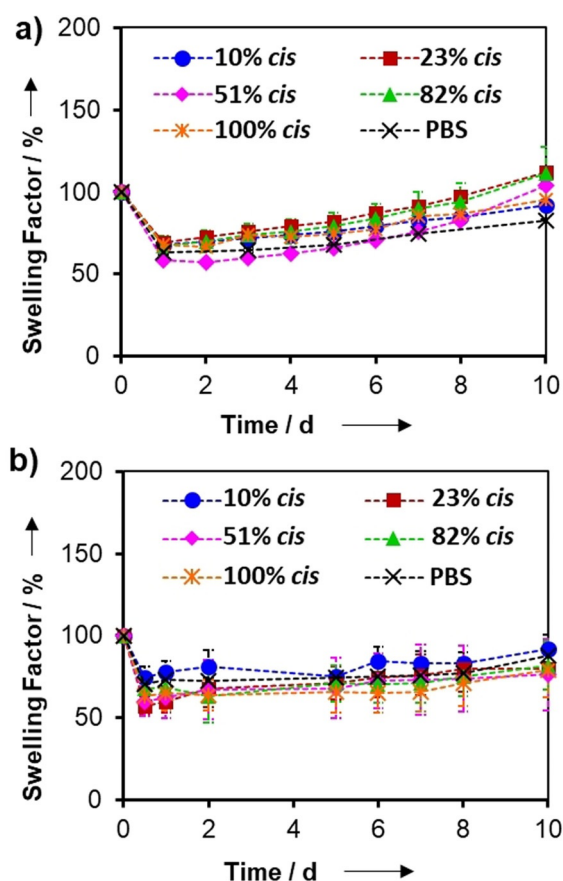 a)
200
150
100
50
0
Swelling Factor / % →
10% cis 23% cis
51% cis 82% cis
100% cis PBS
0 2 4 6 8 10
Time / d →
b)
200
150
100
50
0
Swelling Factor / % →
10% cis 23% cis
51% cis 82% cis
100% cis PBS
0 2 4 6 8 10
Time / d →